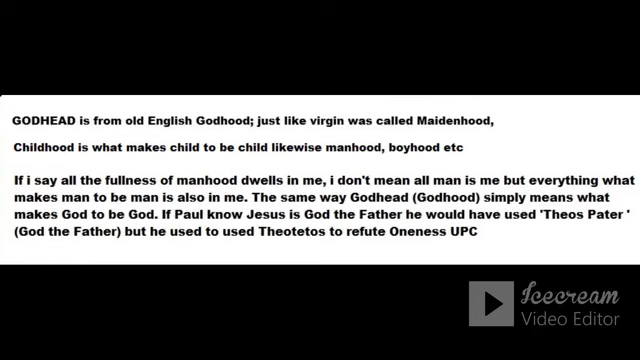 GODHEAD is from old English Godhood; just like virgin was called Maidenhood,
Childhood is what makes child to be child likewise manhood, boyhood etc
If i say all the fullness of manhood dwells in me, i don't mean all man is me but everything what
makes man to be man is also in me. The same way Godhead (Godhood) simply means what
makes God to be God. If Paul know Jesus is God the Father he would have used 'Theos Pater '
(God the Father) but he used to used Theotetos to refute Oneness UPC
Icecream
Video Editor